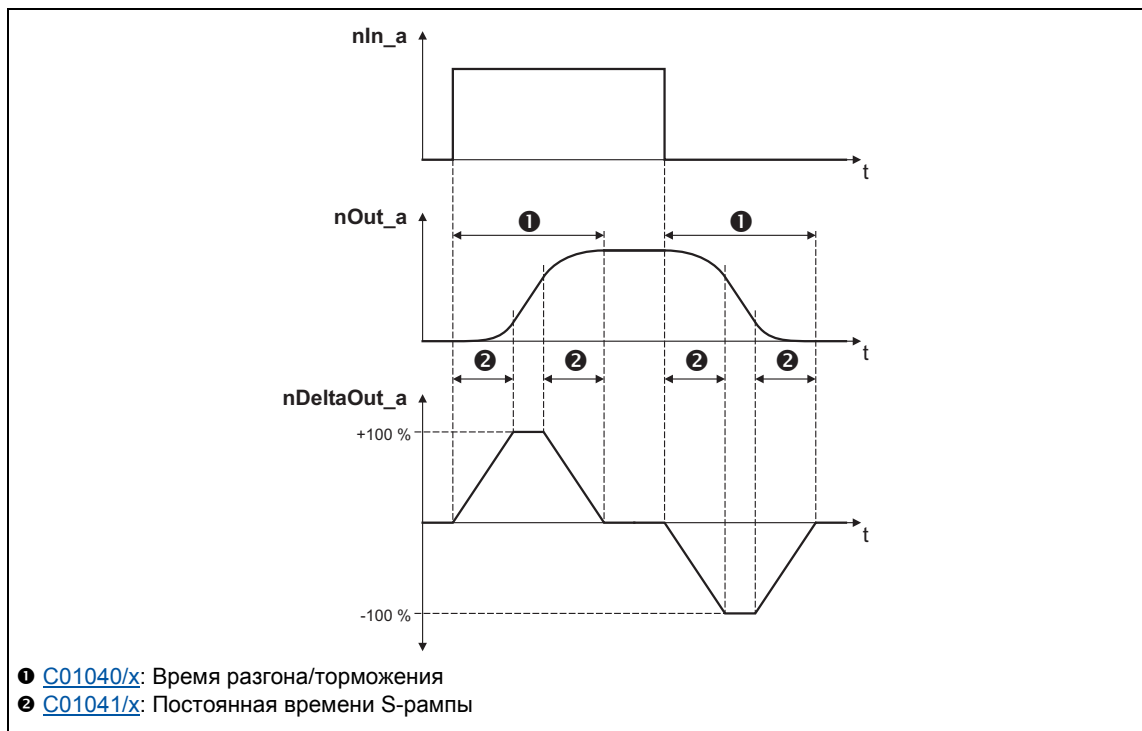 nIn_a
t
nOut_a
❶ ❶
t
❷ ❷ ❷ ❷
nDeltaOut_a
+100 %
t
-100 %
❶ C01040/x: Время разгона/торможения
❷ C01041/x: Постоянная времени S-рампы